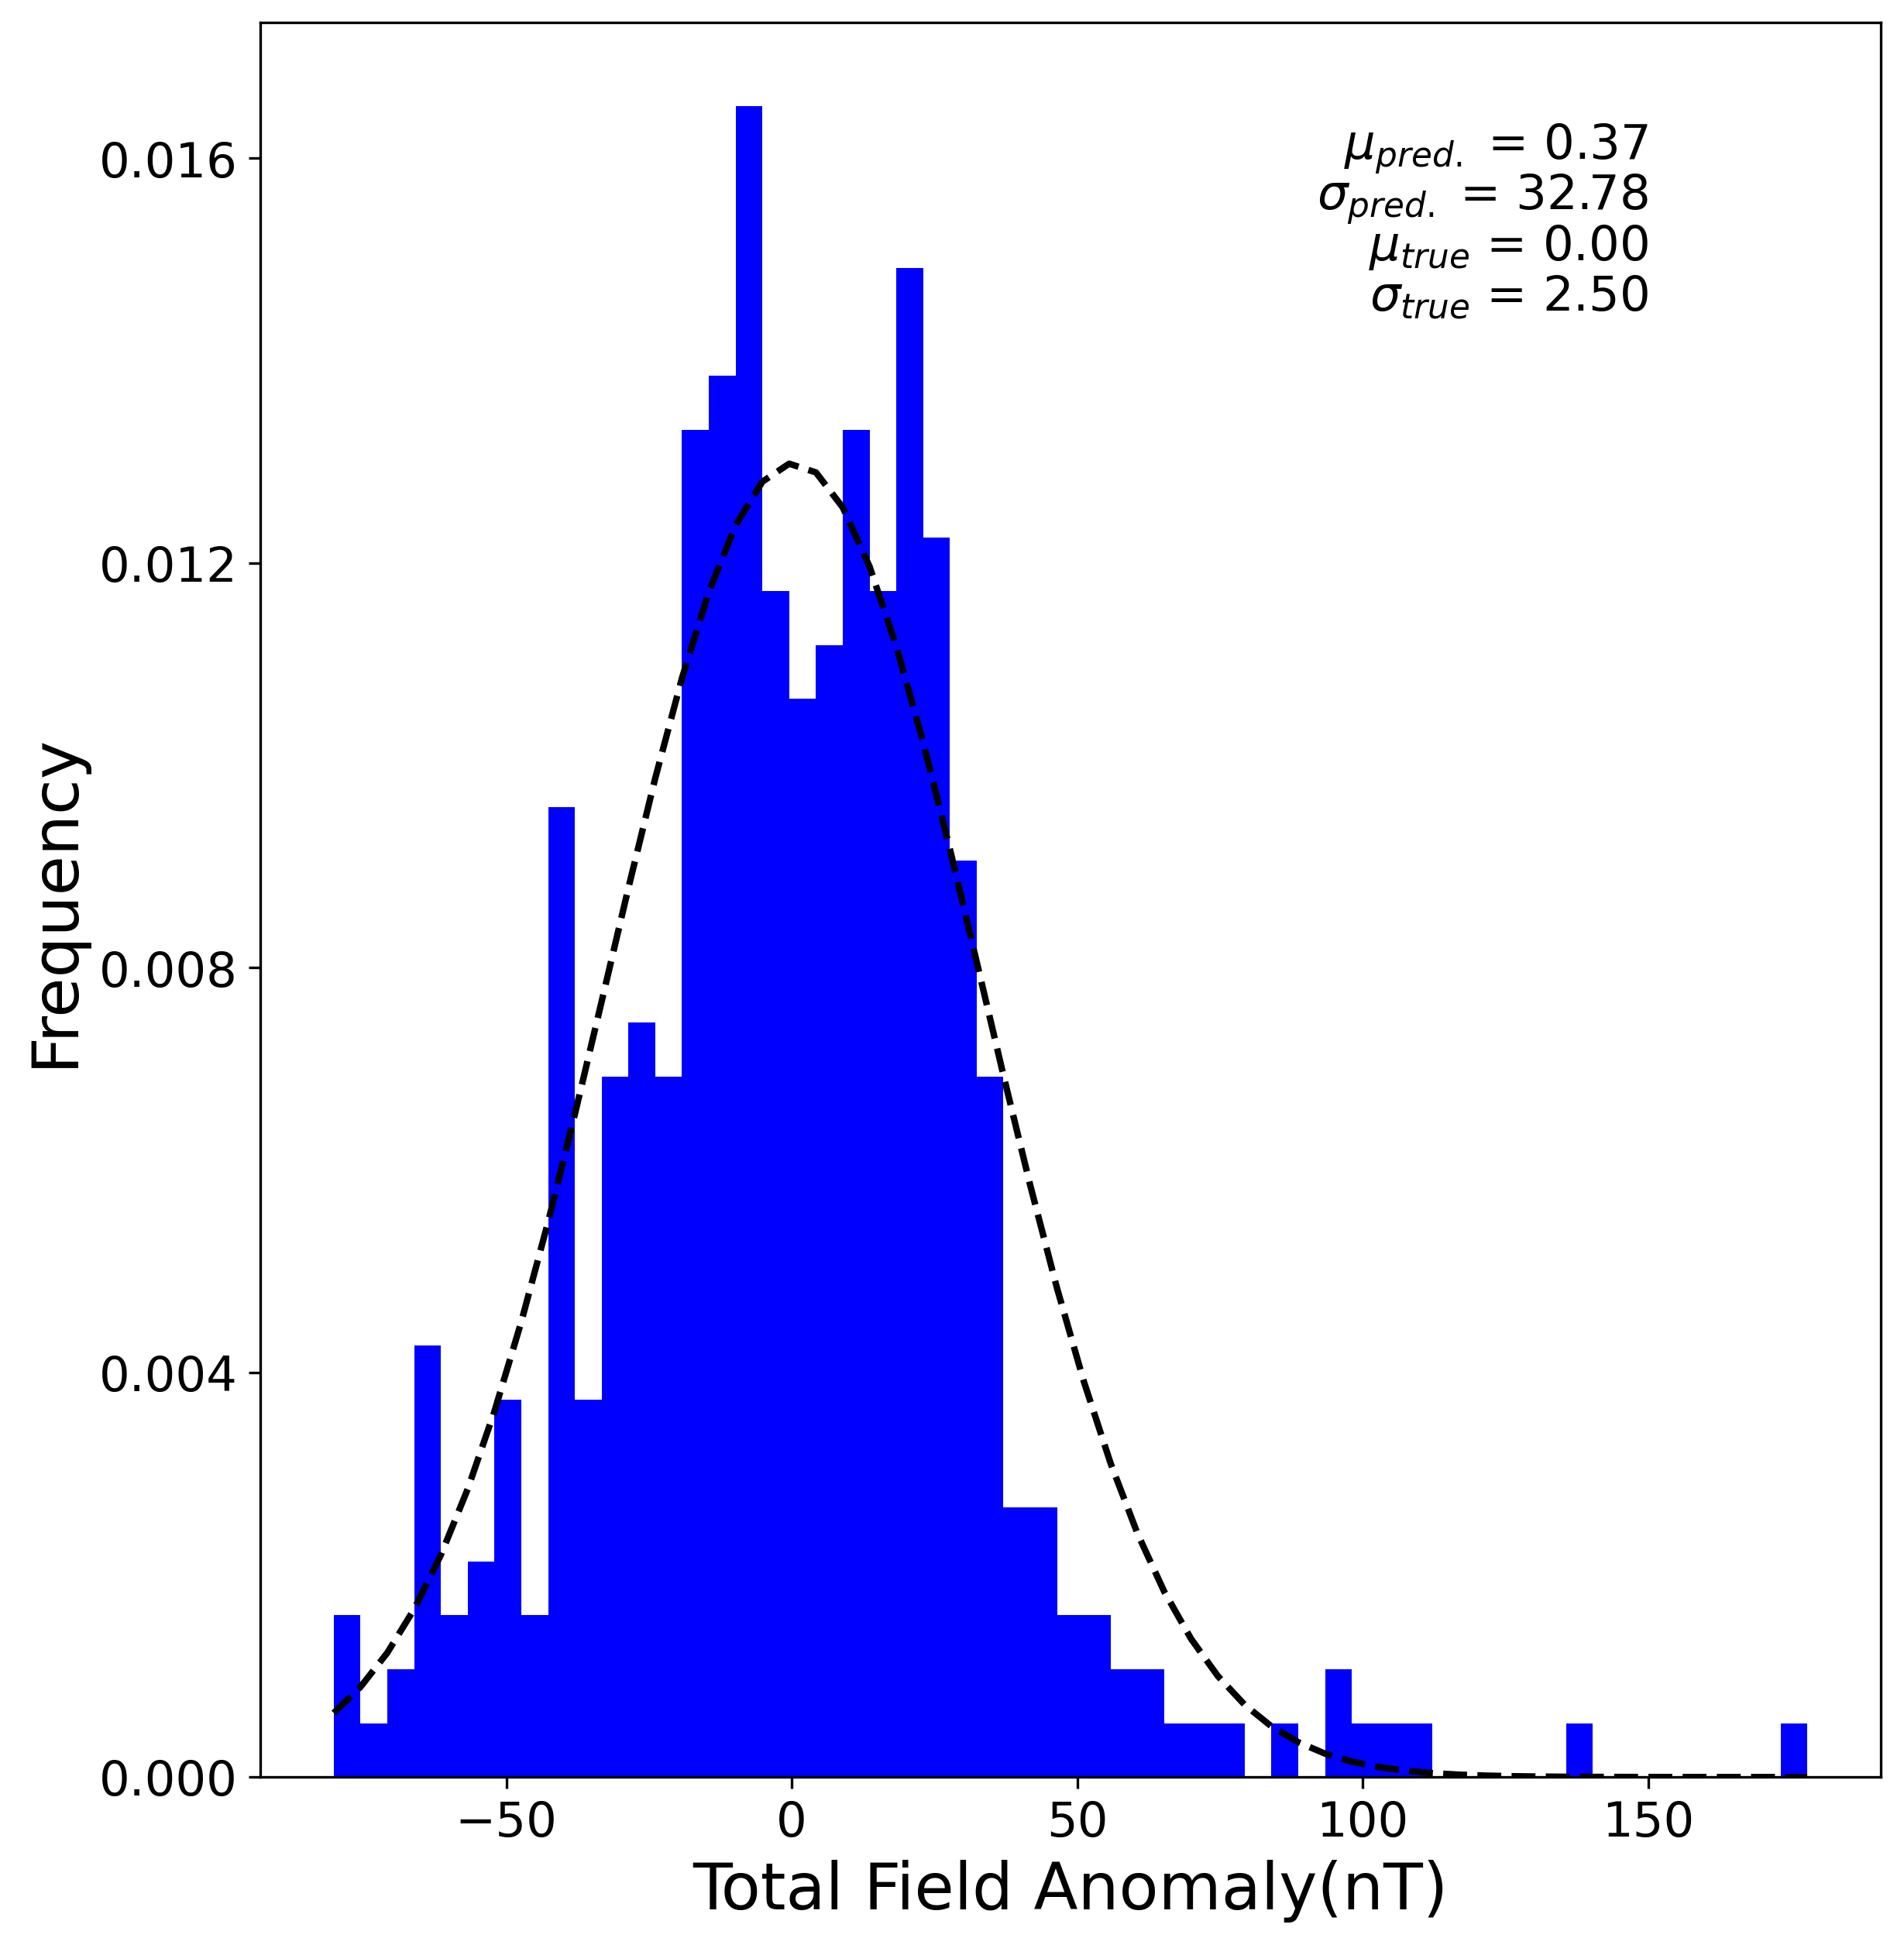 μpred. = 0.37
σpred. = 32.78
μtrue = 0.00
σtrue = 2.50
0.016
0.012
0.008
0.004
0.000
Frequency
−50 0 50 100 150
Total Field Anomaly(nT)